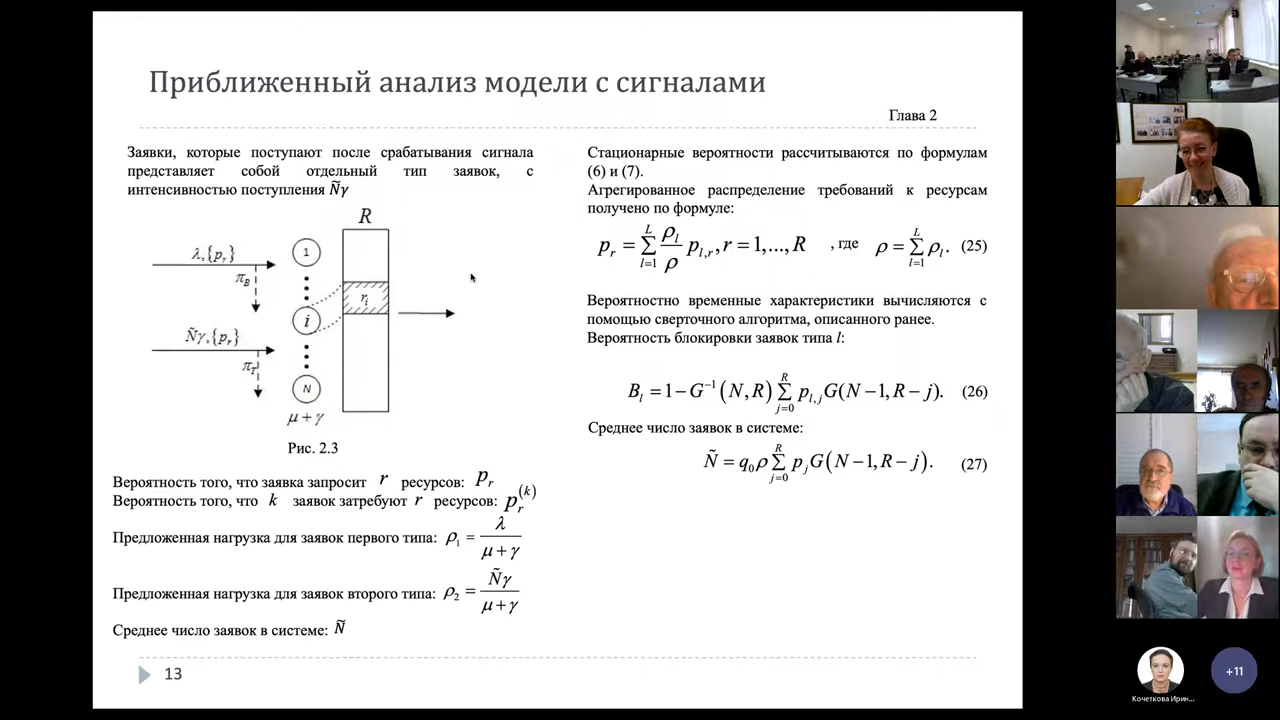 Приближенный анализ модели с сигналами
Глава 2
Заявки, которые поступают после срабатывания сигнала
представляет собой отдельный тип заявок, с
интенсивностью поступления Ñγ
R
λ,{p_r}
π_B
1
r_i
i
Ñγ,{p_r}
π_T
N
μ+γ
Рис. 2.3
Вероятность того, что заявка запросит r ресурсов: p_r
Вероятность того, что k заявок затребуют r ресурсов: p_r^(k)
Предложенная нагрузка для заявок первого типа: ρ_1 = λ/(μ+γ)
Предложенная нагрузка для заявок второго типа: ρ_2 = Ñγ/(μ+γ)
Среднее число заявок в системе: Ñ
Стационарные вероятности рассчитываются по формулам
(6) и (7).
Агрегированное распределение требований к ресурсам
получено по формуле:
p_r = ∑_{l=1}^{L} (ρ_l/ρ) p_{l,r}, r = 1,...,R , где ρ = ∑_{l=1}^{L} ρ_l. (25)
Вероятностно временные характеристики вычисляются с
помощью сверточного алгоритма, описанного ранее.
Вероятность блокировки заявок типа l:
B_l = 1 − G^{−1}(N,R) ∑_{j=0}^{R} p_{l,j} G(N−1,R−j). (26)
Среднее число заявок в системе:
Ñ = q_0 ρ ∑_{j=0}^{R} p_j G(N−1,R−j). (27)
13
Кочеткова Ирин...
+11